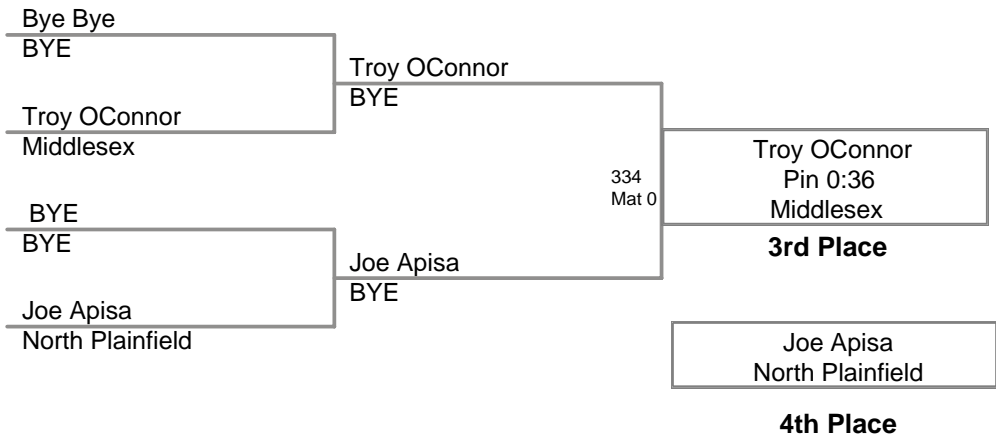 Bye Bye
BYE
Troy OConnor
BYE
Troy OConnor
Middlesex
334
Mat 0
Troy OConnor
Pin 0:36
Middlesex
3rd Place
BYE
BYE
Joe Apisa
BYE
Joe Apisa
North Plainfield
Joe Apisa
North Plainfield
4th Place